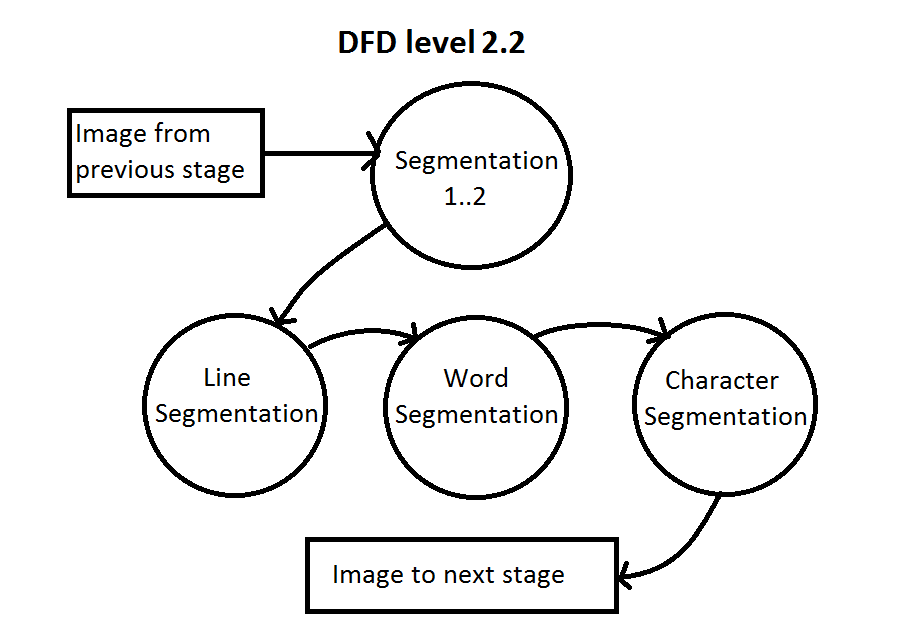 DFD level 2.2
Image from
previous stage
Segmentation
1..2
Line
Segmentation
Word
Segmentation
Character
Segmentation
Image to next stage